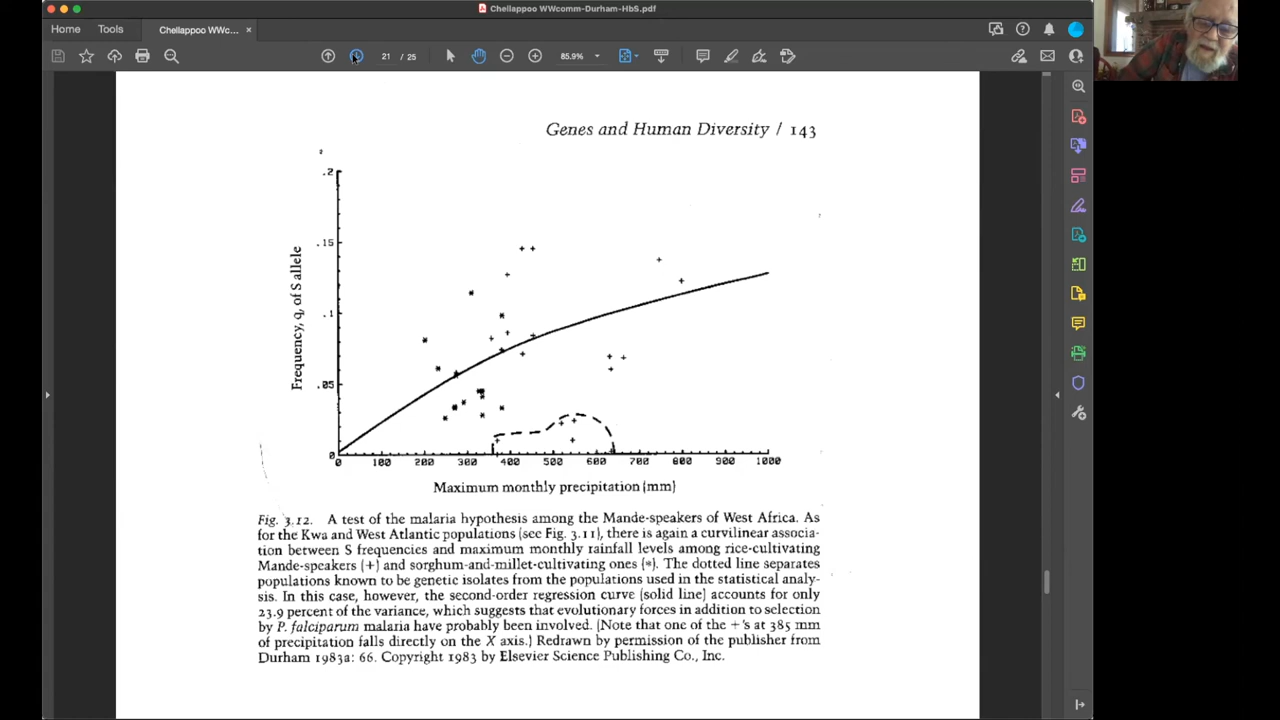 Chellappoo WWcomm-Durham-HbS.pdf
Home Tools Chellappoo WWc... ×
21 / 25 85.9%
Genes and Human Diversity / 143
Frequency, q, of S allele
.2
.15
.1
.05
0
0 100 200 300 400 500 600 700 800 900 1000
Maximum monthly precipitation (mm)
Fig. 3.12. A test of the malaria hypothesis among the Mande-speakers of West Africa. As
for the Kwa and West Atlantic populations (see Fig. 3.11), there is again a curvilinear associa-
tion between S frequencies and maximum monthly rainfall levels among rice-cultivating
Mande-speakers (+) and sorghum-and-millet-cultivating ones (*). The dotted line separates
populations known to be genetic isolates from the populations used in the statistical analy-
sis. In this case, however, the second-order regression curve (solid line) accounts for only
23.9 percent of the variance, which suggests that evolutionary forces in addition to selection
by P. falciparum malaria have probably been involved. (Note that one of the +'s at 385 mm
of precipitation falls directly on the X axis.) Redrawn by permission of the publisher from
Durham 1983a: 66. Copyright 1983 by Elsevier Science Publishing Co., Inc.